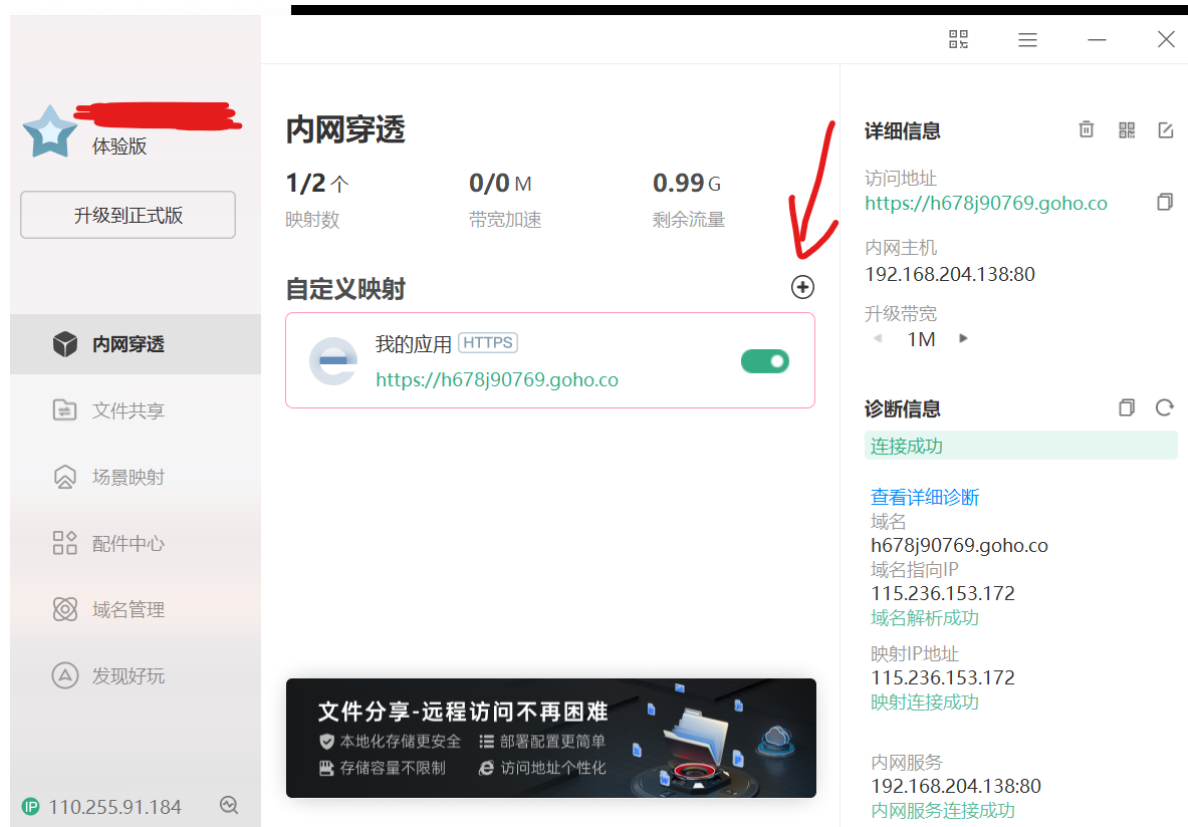 体验版
升级到正式版
内网穿透
文件共享
场景映射
配件中心
域名管理
发现好玩
IP 110.255.91.184
内网穿透
1/2 个
映射数
0/0 M
带宽加速
0.99 G
剩余流量
自定义映射
我的应用 HTTPS
https://h678j90769.goho.co
文件分享-远程访问不再困难
本地化存储更安全 部署配置更简单
存储容量不限制 访问地址个性化
详细信息
访问地址
https://h678j90769.goho.co
内网主机
192.168.204.138:80
升级带宽
1M
诊断信息
连接成功
查看详细诊断
域名
h678j90769.goho.co
域名指向IP
115.236.153.172
域名解析成功
映射IP地址
115.236.153.172
映射连接成功
内网服务
192.168.204.138:80
内网服务连接成功